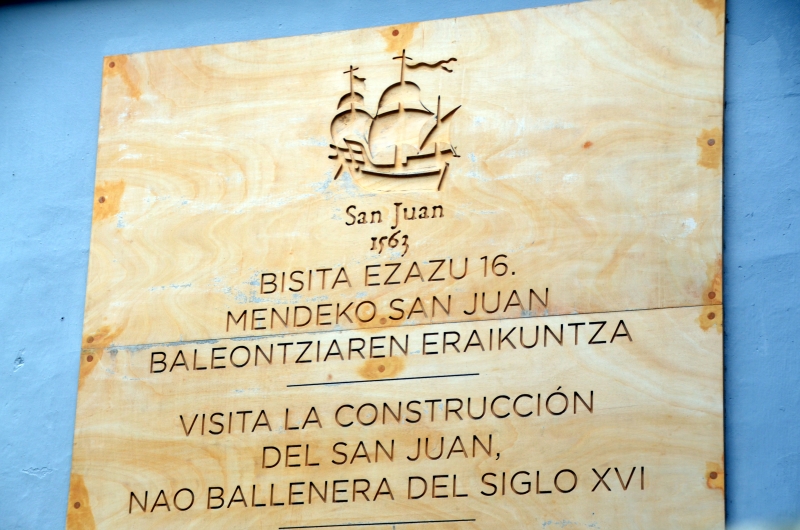 San Juan
1563
BISITA EZAZU 16.
MENDEKO SAN JUAN
BALEONTZIAREN ERAIKUNTZA
VISITA LA CONSTRUCCIÓN
DEL SAN JUAN,
NAO BALLENERA DEL SIGLO XVI